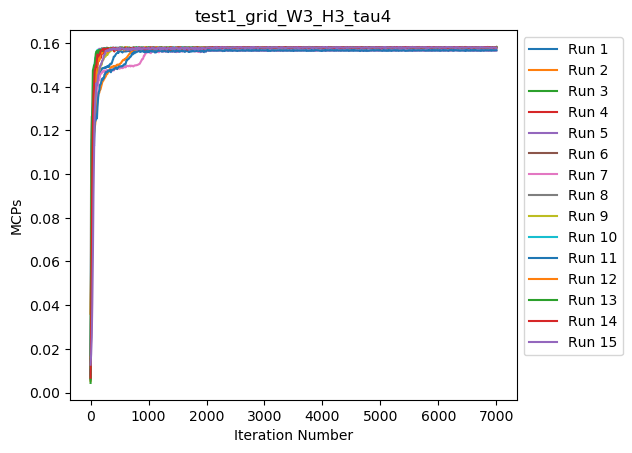 test1_grid_W3_H3_tau4
0.16
0.14
0.12
0.10
0.08
0.06
0.04
0.02
0.00
MCPs
0
1000
2000
3000
4000
5000
6000
7000
Iteration Number
Run 1
Run 2
Run 3
Run 4
Run 5
Run 6
Run 7
Run 8
Run 9
Run 10
Run 11
Run 12
Run 13
Run 14
Run 15